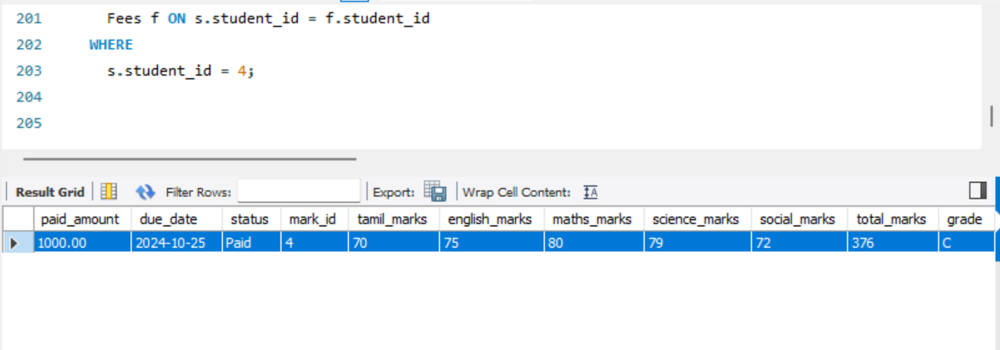 201 Fees f ON s.student_id = f.student_id
202 WHERE
203 s.student_id = 4;
204
205
Result Grid Filter Rows: Export: Wrap Cell Content: IA
paid_amount due_date status mark_id tamil_marks english_marks maths_marks science_marks social_marks total_marks grade
1000.00 2024-10-25 Paid 4 70 75 80 79 72 376 C